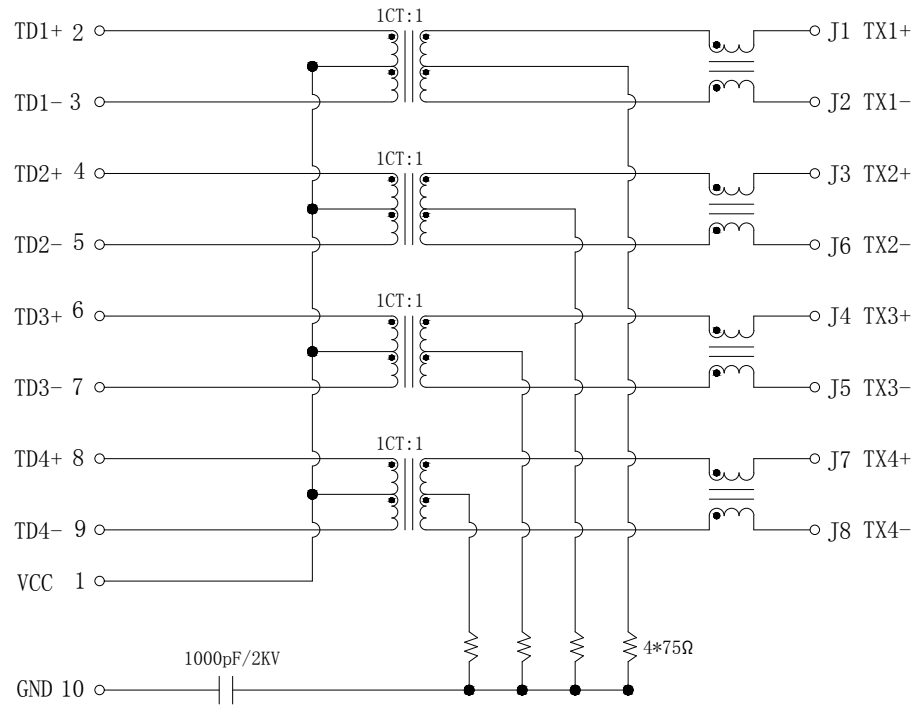 1CT:1
TD1+ 2 J1 TX1+
TD1- 3 J2 TX1-
1CT:1
TD2+ 4 J3 TX2+
TD2- 5 J6 TX2-
1CT:1
TD3+ 6 J4 TX3+
TD3- 7 J5 TX3-
1CT:1
TD4+ 8 J7 TX4+
TD4- 9 J8 TX4-
VCC 1
4*75Ω
1000pF/2KV
GND 10